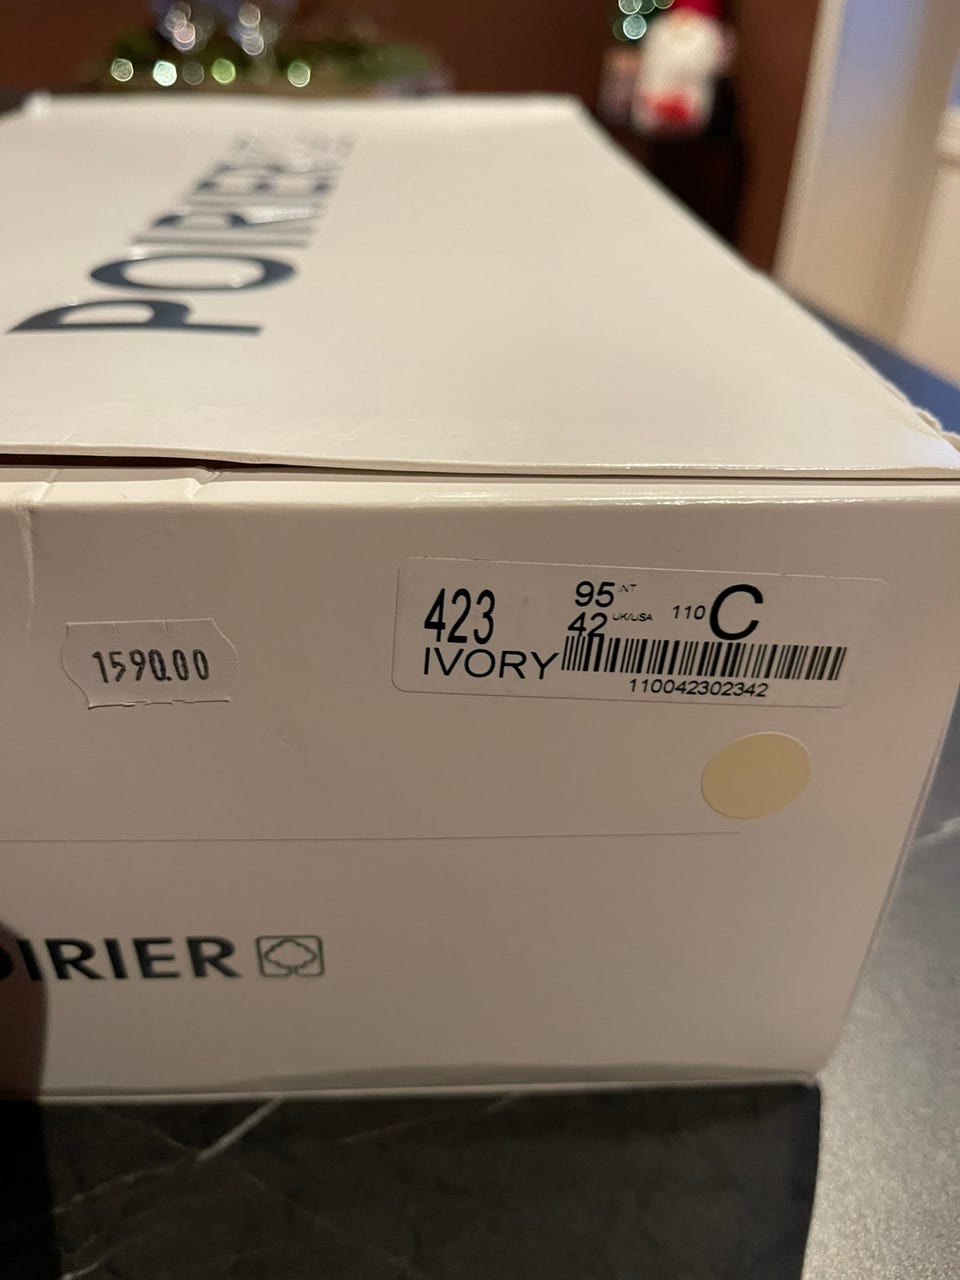 POIRIER
1590.00
423
IVORY
95 INT
42 UK/USA
110 C
110042302342
OIRIER